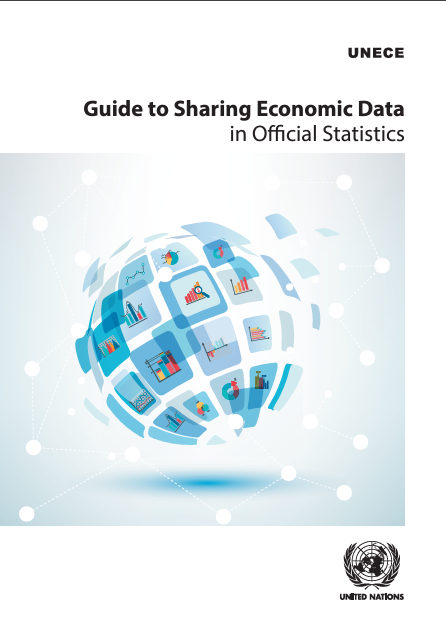 UNECE
Guide to Sharing Economic Data
in Official Statistics
UNITED NATIONS